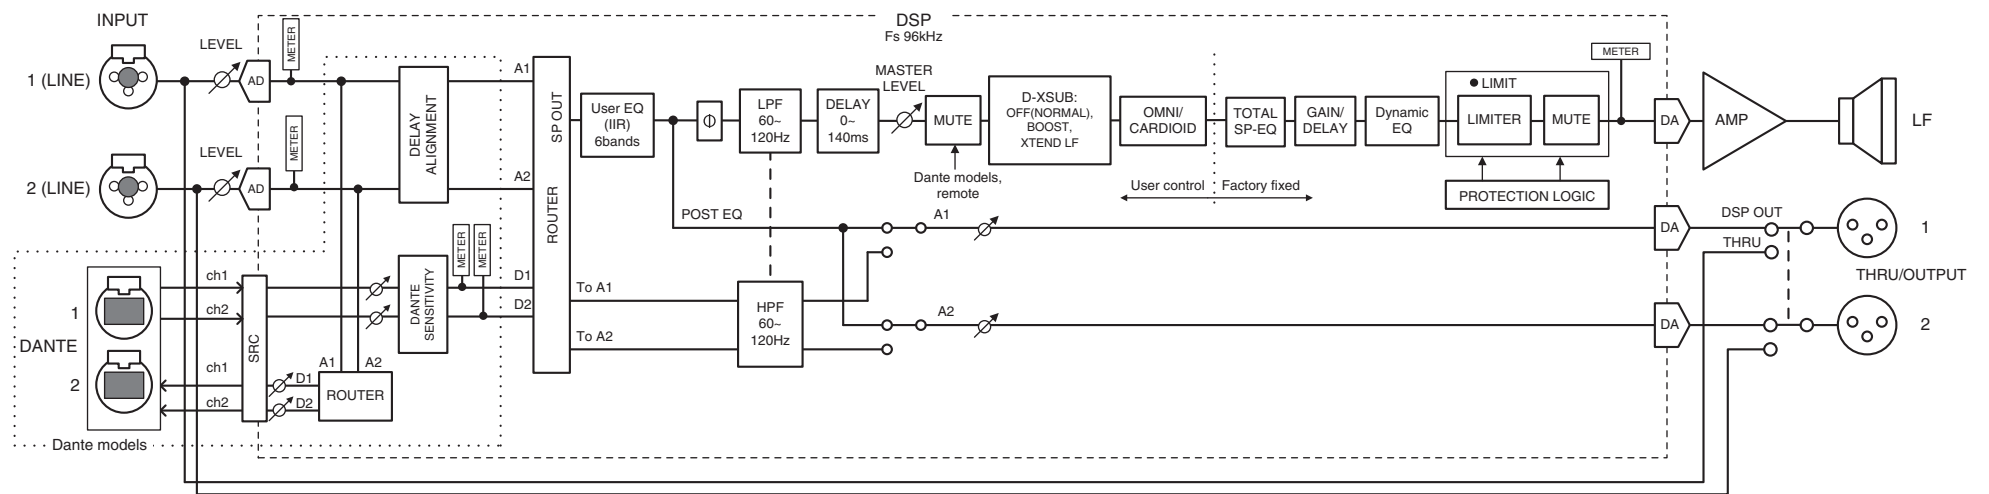 INPUT
DSP
Fs 96kHz
LEVEL
METER
1 (LINE)
AD
A1
METER
MASTER
LEVEL
User EQ
(IIR)
6bands
Φ
LPF
60~
120Hz
DELAY
0~
140ms
MUTE
D-XSUB:
OFF(NORMAL),
BOOST,
XTEND LF
OMNI/
CARDIOID
TOTAL
SP-EQ
GAIN/
DELAY
Dynamic
EQ
LIMIT
LIMITER
MUTE
DA
AMP
LF
SP OUT
ROUTER
DELAY
ALIGNMENT
LEVEL
METER
2 (LINE)
AD
A2
Dante models,
remote
User control
Factory fixed
PROTECTION LOGIC
POST EQ
A1
DA
DSP OUT
THRU
1
THRU/OUTPUT
METER
METER
ch1
ch2
1
DANTE
SENSITIVITY
D1
D2
To A1
To A2
HPF
60~
120Hz
A2
DA
2
DANTE
SRC
ch1
ch2
2
A1
A2
D1
D2
ROUTER
Dante models